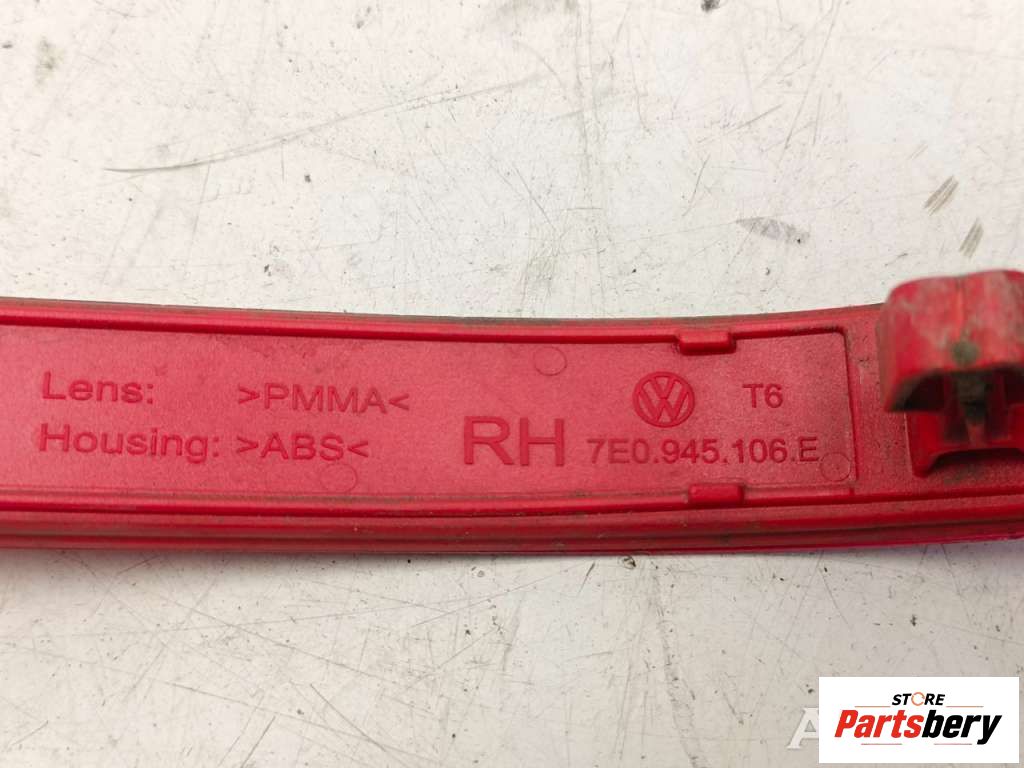 Lens: >PMMA<
Housing: >ABS<
RH
T6
7E0.945.106.E
STORE
Partsbery